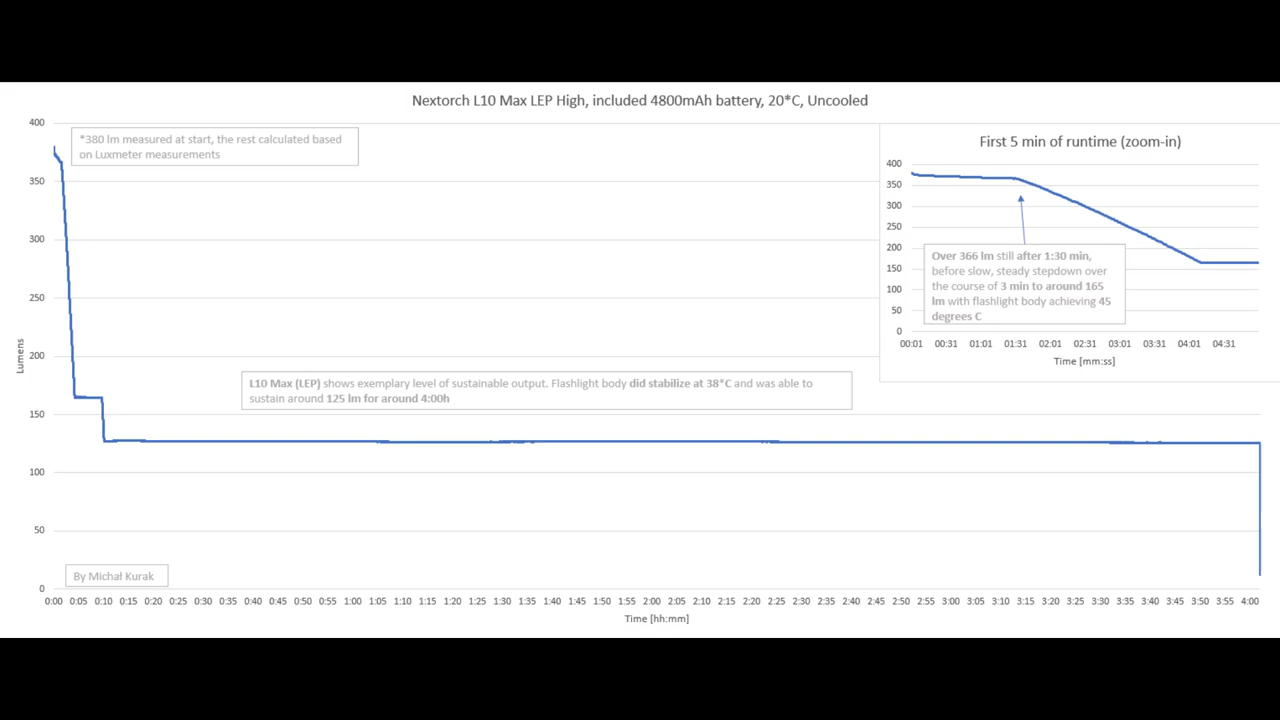 Nextorch L10 Max LEP High, included 4800mAh battery, 20*C, Uncooled
400
350
300
250
200
150
100
50
0
Lumens
*380 lm measured at start, the rest calculated based
on Luxmeter measurements
First 5 min of runtime (zoom-in)
400
350
300
250
200
150
100
50
0
Over 366 lm still after 1:30 min,
before slow, steady stepdown over
the course of 3 min to around 165
lm with flashlight body achieving 45
degrees C
00:01 00:31 01:01 01:31 02:01 02:31 03:01 03:31 04:01 04:31
Time [mm:ss]
L10 Max (LEP) shows exemplary level of sustainable output. Flashlight body did stabilize at 38*C and was able to
sustain around 125 lm for around 4:00h
By Michał Kurak
0:00 0:05 0:10 0:15 0:20 0:25 0:30 0:35 0:40 0:45 0:50 0:55 1:00 1:05 1:10 1:15 1:20 1:25 1:30 1:35 1:40 1:45 1:50 1:55 2:00 2:05 2:10 2:15 2:20 2:25 2:30 2:35 2:40 2:45 2:50 2:55 3:00 3:05 3:10 3:15 3:20 3:25 3:30 3:35 3:40 3:45 3:50 3:55 4:00
Time [hh:mm]